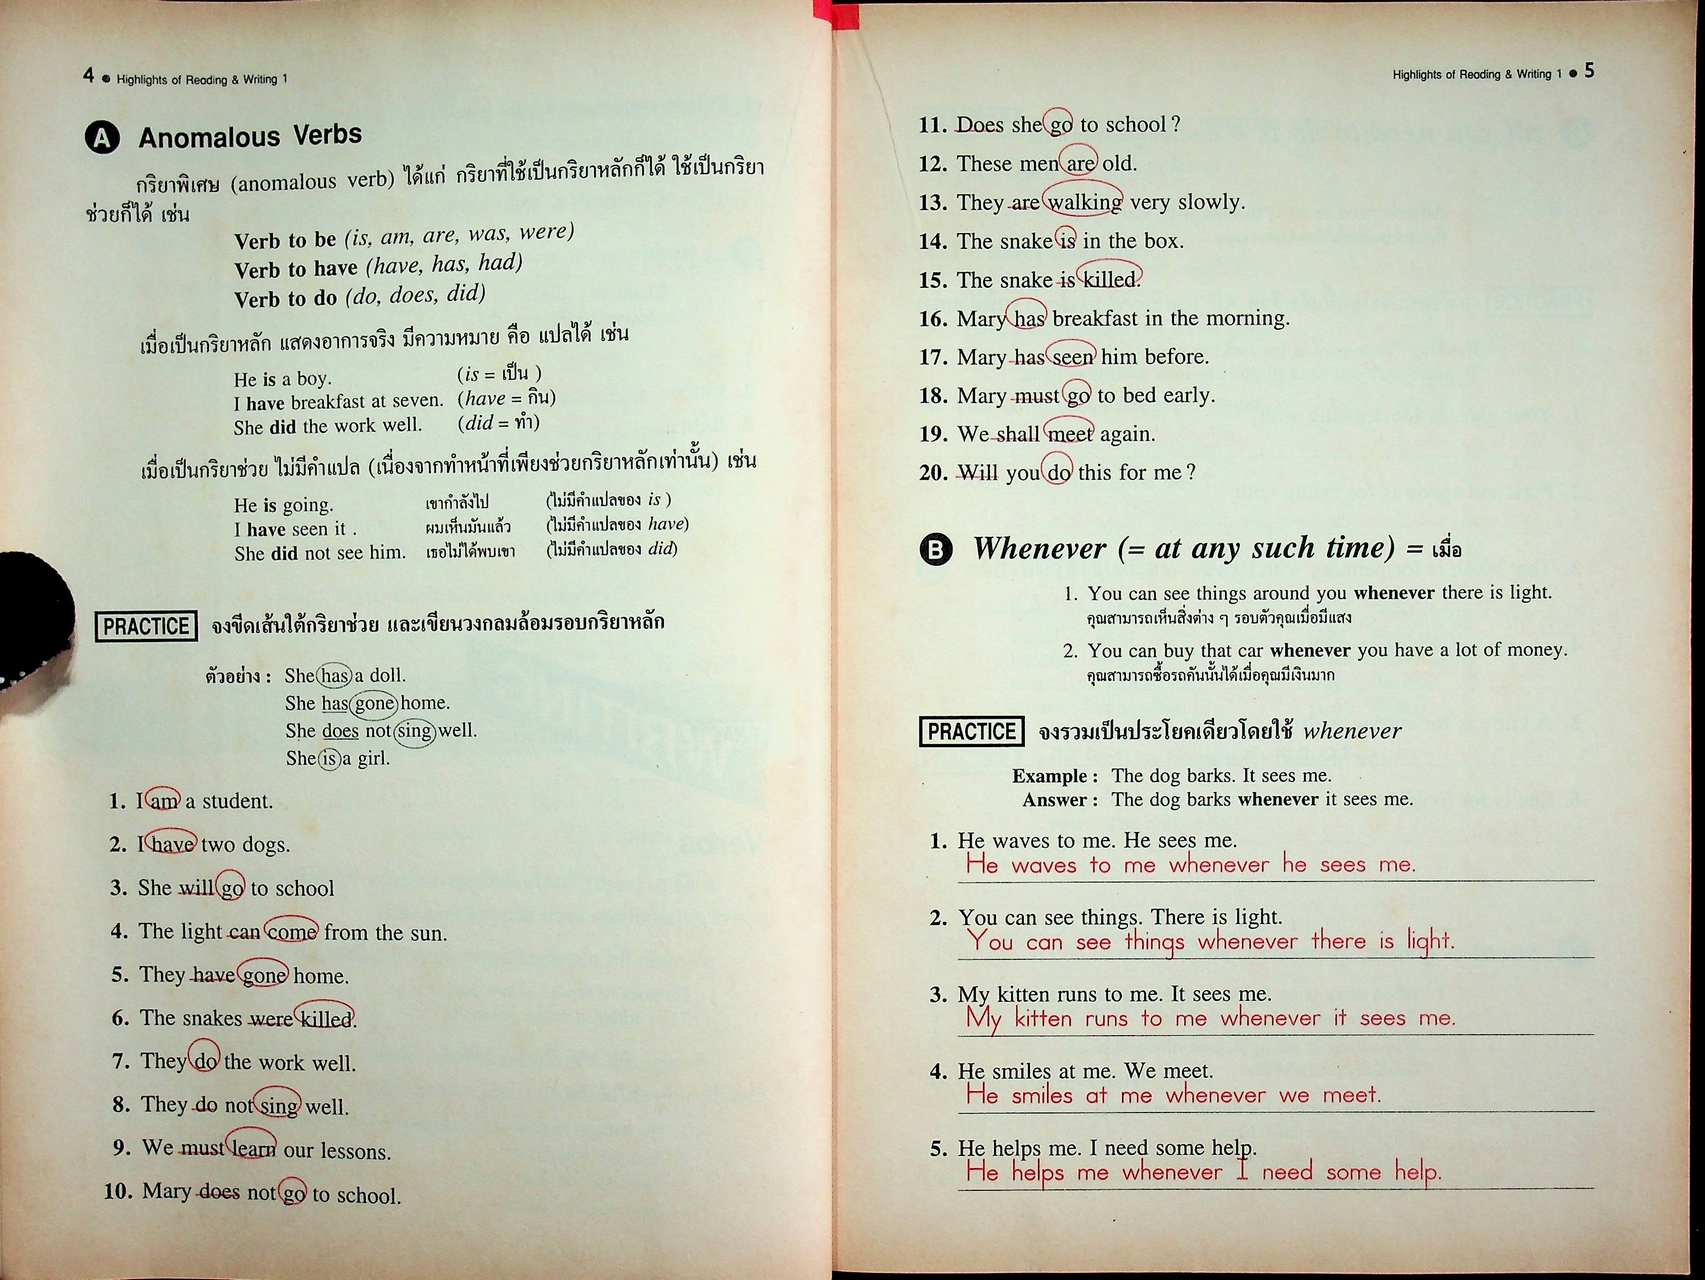 4 ● Highlights of Reading & Writing 1
A Anomalous Verbs
กริยาพิเศษ (anomalous verb) ได้แก่ กริยาที่ใช้เป็นกริยาหลักก็ได้ ใช้เป็นกริยา
ช่วยก็ได้ เช่น
Verb to be (is, am, are, was, were)
Verb to have (have, has, had)
Verb to do (do, does, did)
เมื่อเป็นกริยาหลัก แสดงอาการจริง มีความหมาย คือ แปลได้ เช่น
He is a boy. (is = เป็น )
I have breakfast at seven. (have = กิน)
She did the work well. (did = ทำ)
เมื่อเป็นกริยาช่วย ไม่มีคำแปล (เนื่องจากทำหน้าที่เพียงช่วยกริยาหลักเท่านั้น) เช่น
He is going. เขากำลังไป (ไม่มีคำแปลของ is )
I have seen it . ผมเห็นมันแล้ว (ไม่มีคำแปลของ have)
She did not see him. เธอไม่ได้พบเขา (ไม่มีคำแปลของ did)
PRACTICE จงขีดเส้นใต้กริยาช่วย และเขียนวงกลมล้อมรอบกริยาหลัก
ตัวอย่าง : She has a doll.
She has gone home.
She does not sing well.
She is a girl.
1. I am a student.
2. I have two dogs.
3. She will go to school
4. The light can come from the sun.
5. They have gone home.
6. The snakes were killed.
7. They do the work well.
8. They do not sing well.
9. We must learn our lessons.
10. Mary does not go to school.
Highlights of Reading & Writing 1 ● 5
11. Does she go to school ?
12. These men are old.
13. They are walking very slowly.
14. The snake is in the box.
15. The snake is killed.
16. Mary has breakfast in the morning.
17. Mary has seen him before.
18. Mary must go to bed early.
19. We shall meet again.
20. Will you do this for me ?
B Whenever (= at any such time) = เมื่อ
1. You can see things around you whenever there is light.
คุณสามารถเห็นสิ่งต่าง ๆ รอบตัวคุณเมื่อมีแสง
2. You can buy that car whenever you have a lot of money.
คุณสามารถซื้อรถคันนั้นได้เมื่อคุณมีเงินมาก
PRACTICE จงรวมเป็นประโยคเดียวโดยใช้ whenever
Example : The dog barks. It sees me.
Answer : The dog barks whenever it sees me.
1. He waves to me. He sees me.
He waves to me whenever he sees me.
2. You can see things. There is light.
You can see things whenever there is light.
3. My kitten runs to me. It sees me.
My kitten runs to me whenever it sees me.
4. He smiles at me. We meet.
He smiles at me whenever we meet.
5. He helps me. I need some help.
He helps me whenever I need some help.